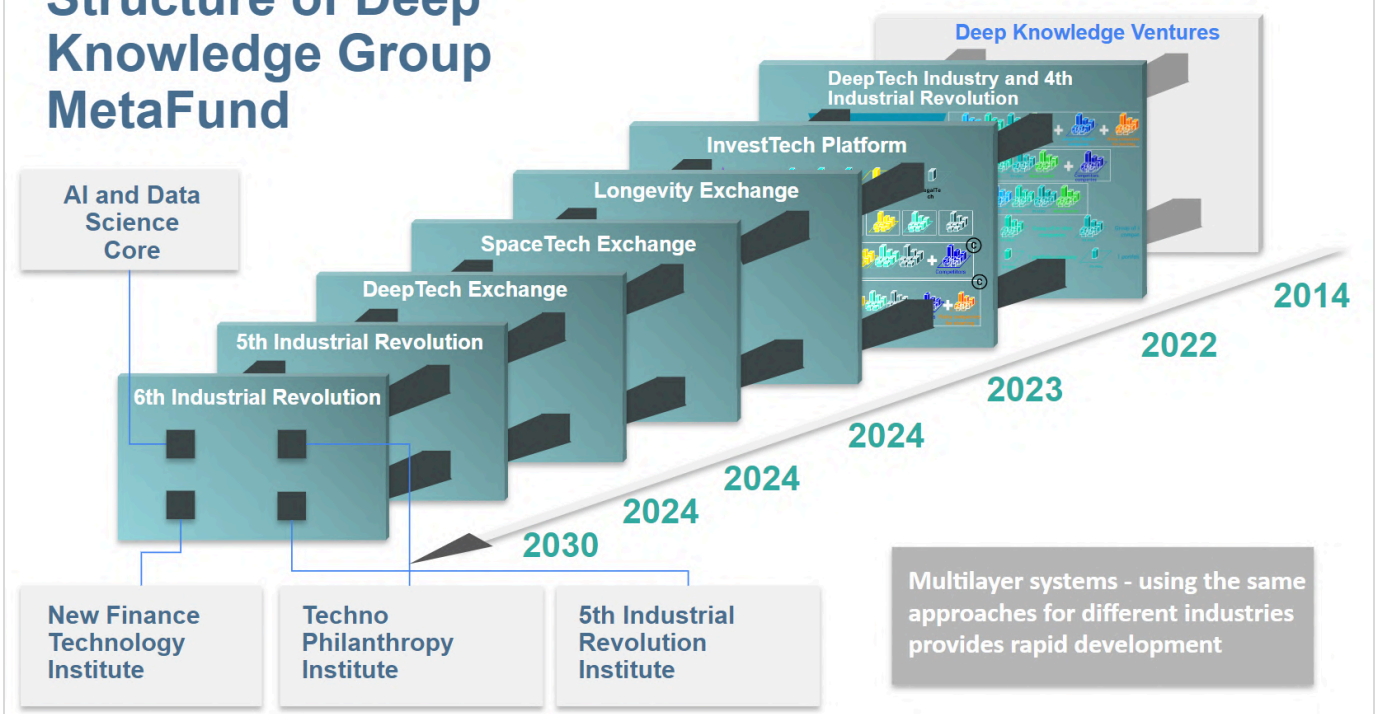 Structure of Deep
Knowledge Group
MetaFund
Deep Knowledge Ventures
DeepTech Industry and 4th
Industrial Revolution
InvestTech Platform
Longevity Exchange
SpaceTech Exchange
DeepTech Exchange
5th Industrial Revolution
6th Industrial Revolution
AI and Data
Science
Core
Competitors
©
©
2014
2022
2023
2024
2024
2024
2030
New Finance
Technology
Institute
Techno
Philanthropy
Institute
5th Industrial
Revolution
Institute
Multilayer systems - using the same
approaches for different industries
provides rapid development